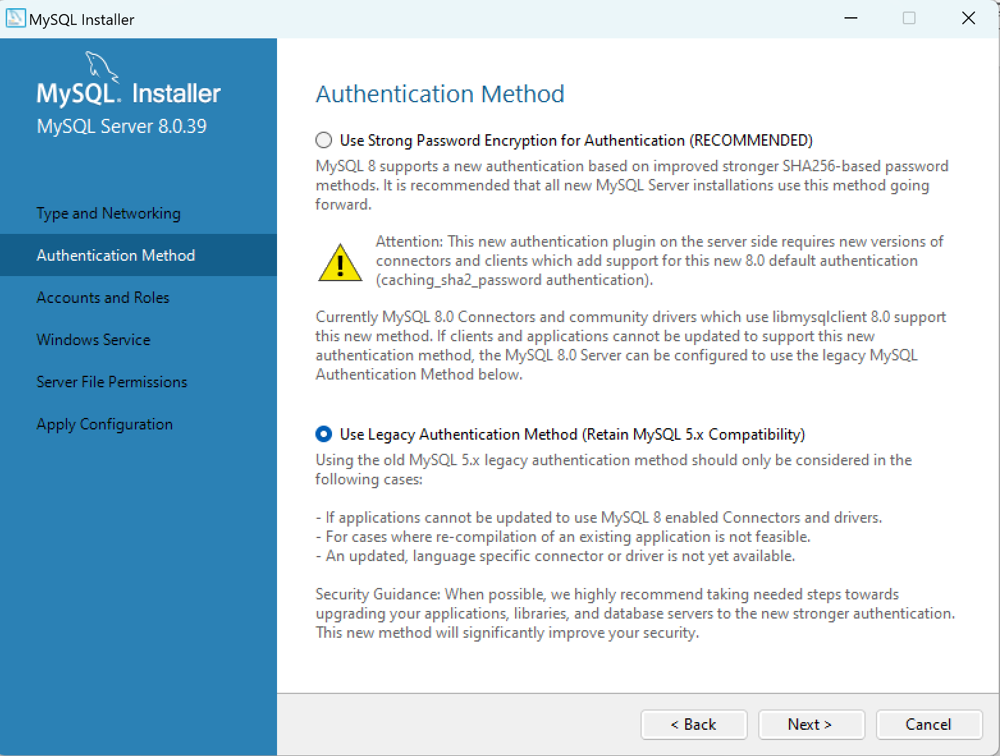 MySQL Installer
MySQL. Installer
MySQL Server 8.0.39
Type and Networking
Authentication Method
Accounts and Roles
Windows Service
Server File Permissions
Apply Configuration
Authentication Method
Use Strong Password Encryption for Authentication (RECOMMENDED)
MySQL 8 supports a new authentication based on improved stronger SHA256-based password
methods. It is recommended that all new MySQL Server installations use this method going
forward.
Attention: This new authentication plugin on the server side requires new versions of
connectors and clients which add support for this new 8.0 default authentication
(caching_sha2_password authentication).
Currently MySQL 8.0 Connectors and community drivers which use libmysqlclient 8.0 support
this new method. If clients and applications cannot be updated to support this new
authentication method, the MySQL 8.0 Server can be configured to use the legacy MySQL
Authentication Method below.
Use Legacy Authentication Method (Retain MySQL 5.x Compatibility)
Using the old MySQL 5.x legacy authentication method should only be considered in the
following cases:
- If applications cannot be updated to use MySQL 8 enabled Connectors and drivers.
- For cases where re-compilation of an existing application is not feasible.
- An updated, language specific connector or driver is not yet available.
Security Guidance: When possible, we highly recommend taking needed steps towards
upgrading your applications, libraries, and database servers to the new stronger authentication.
This new method will significantly improve your security.
< Back
Next >
Cancel